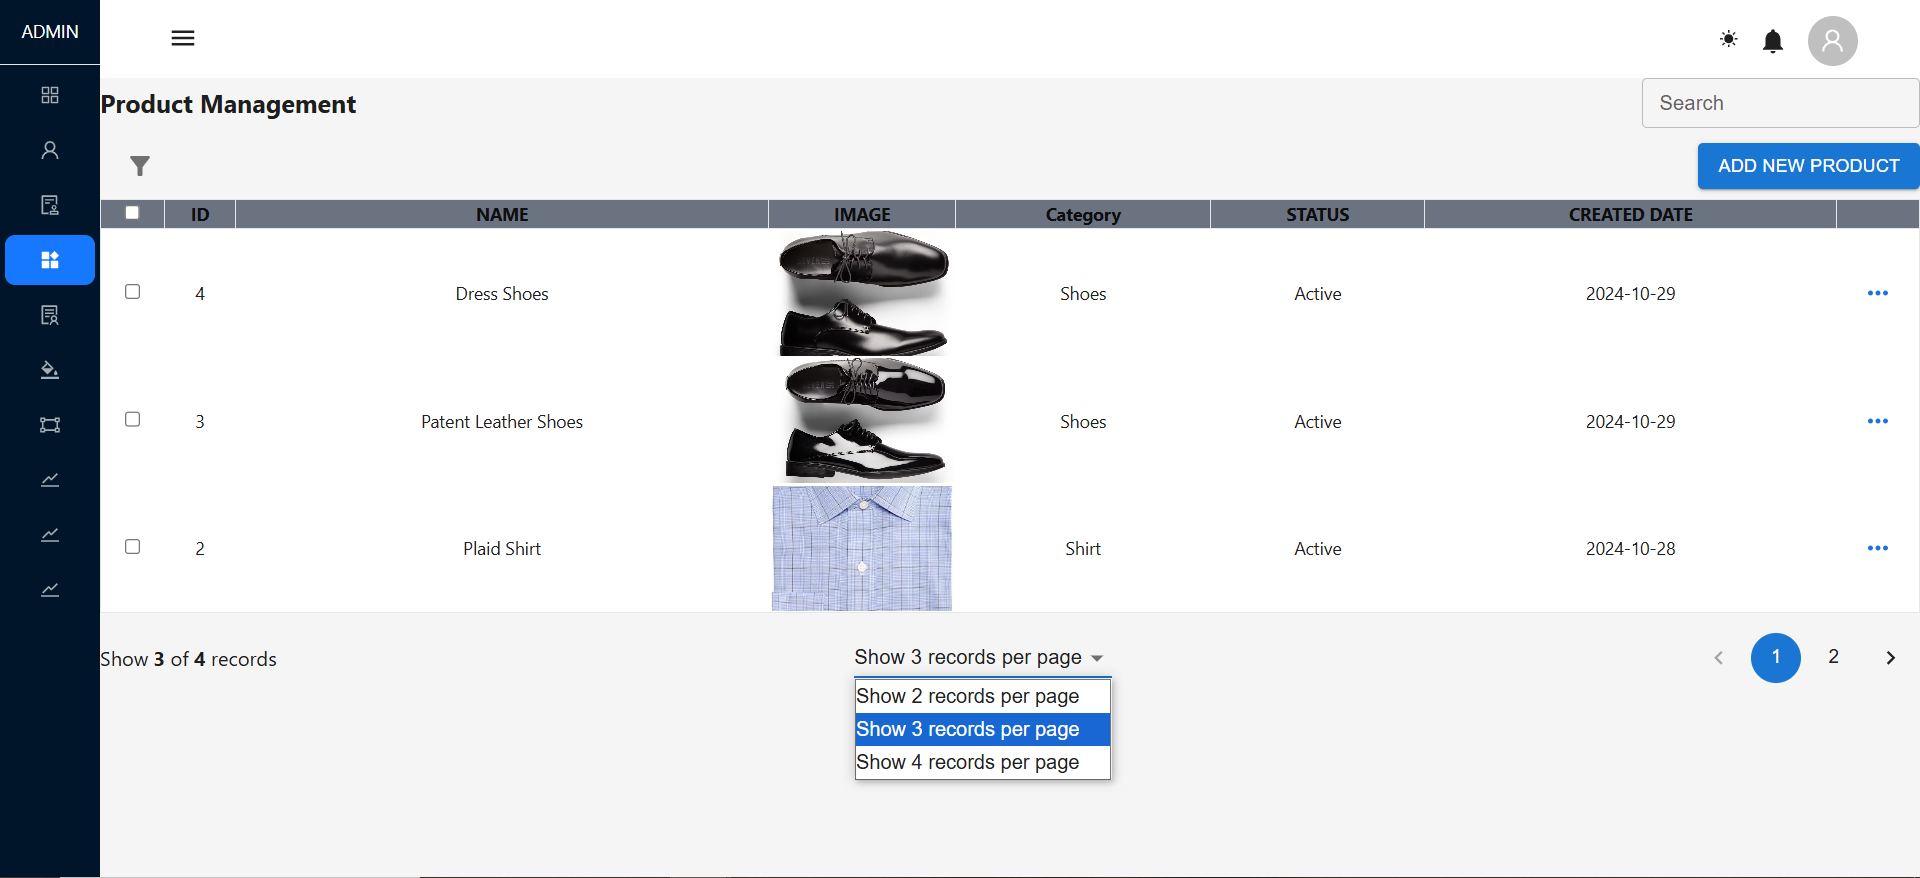 ADMIN
Product Management
Search
ADD NEW PRODUCT
ID NAME IMAGE Category STATUS CREATED DATE
4 Dress Shoes Shoes Active 2024-10-29
3 Patent Leather Shoes Shoes Active 2024-10-29
2 Plaid Shirt Shirt Active 2024-10-28
Show 3 of 4 records
Show 3 records per page
1 2
Show 2 records per page
Show 3 records per page
Show 4 records per page